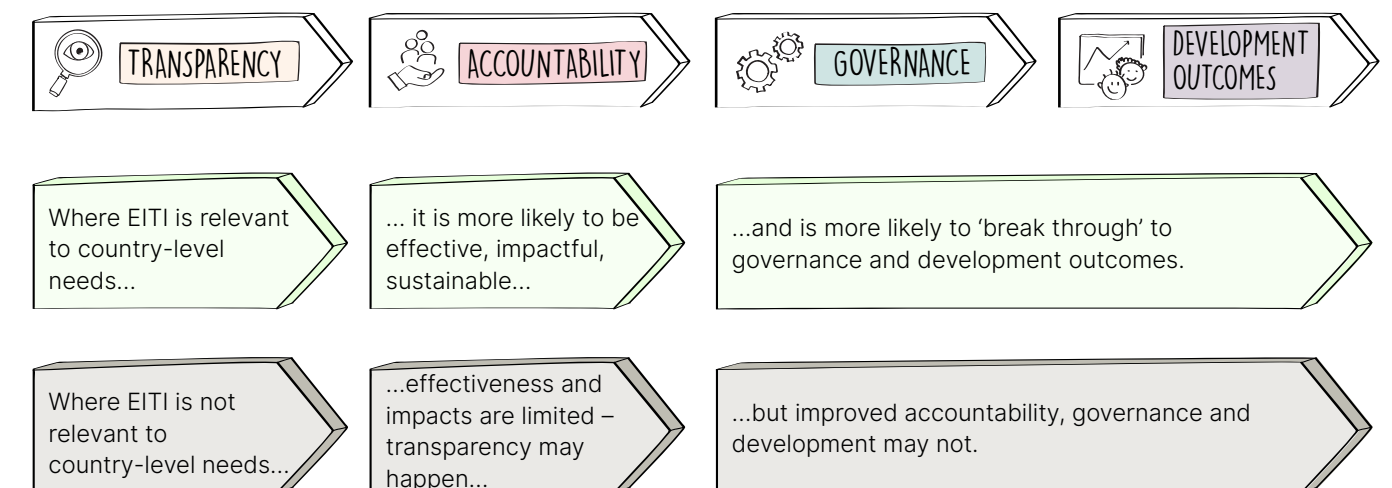 TRANSPARENCY
ACCOUNTABILITY
GOVERNANCE
DEVELOPMENT
OUTCOMES
Where EITI is relevant
to country-level
needs...
... it is more likely to be
effective, impactful,
sustainable...
...and is more likely to ‘break through’ to
governance and development outcomes.
Where EITI is not
relevant to
country-level needs...
...effectiveness and
impacts are limited –
transparency may
happen...
...but improved accountability, governance and
development may not.